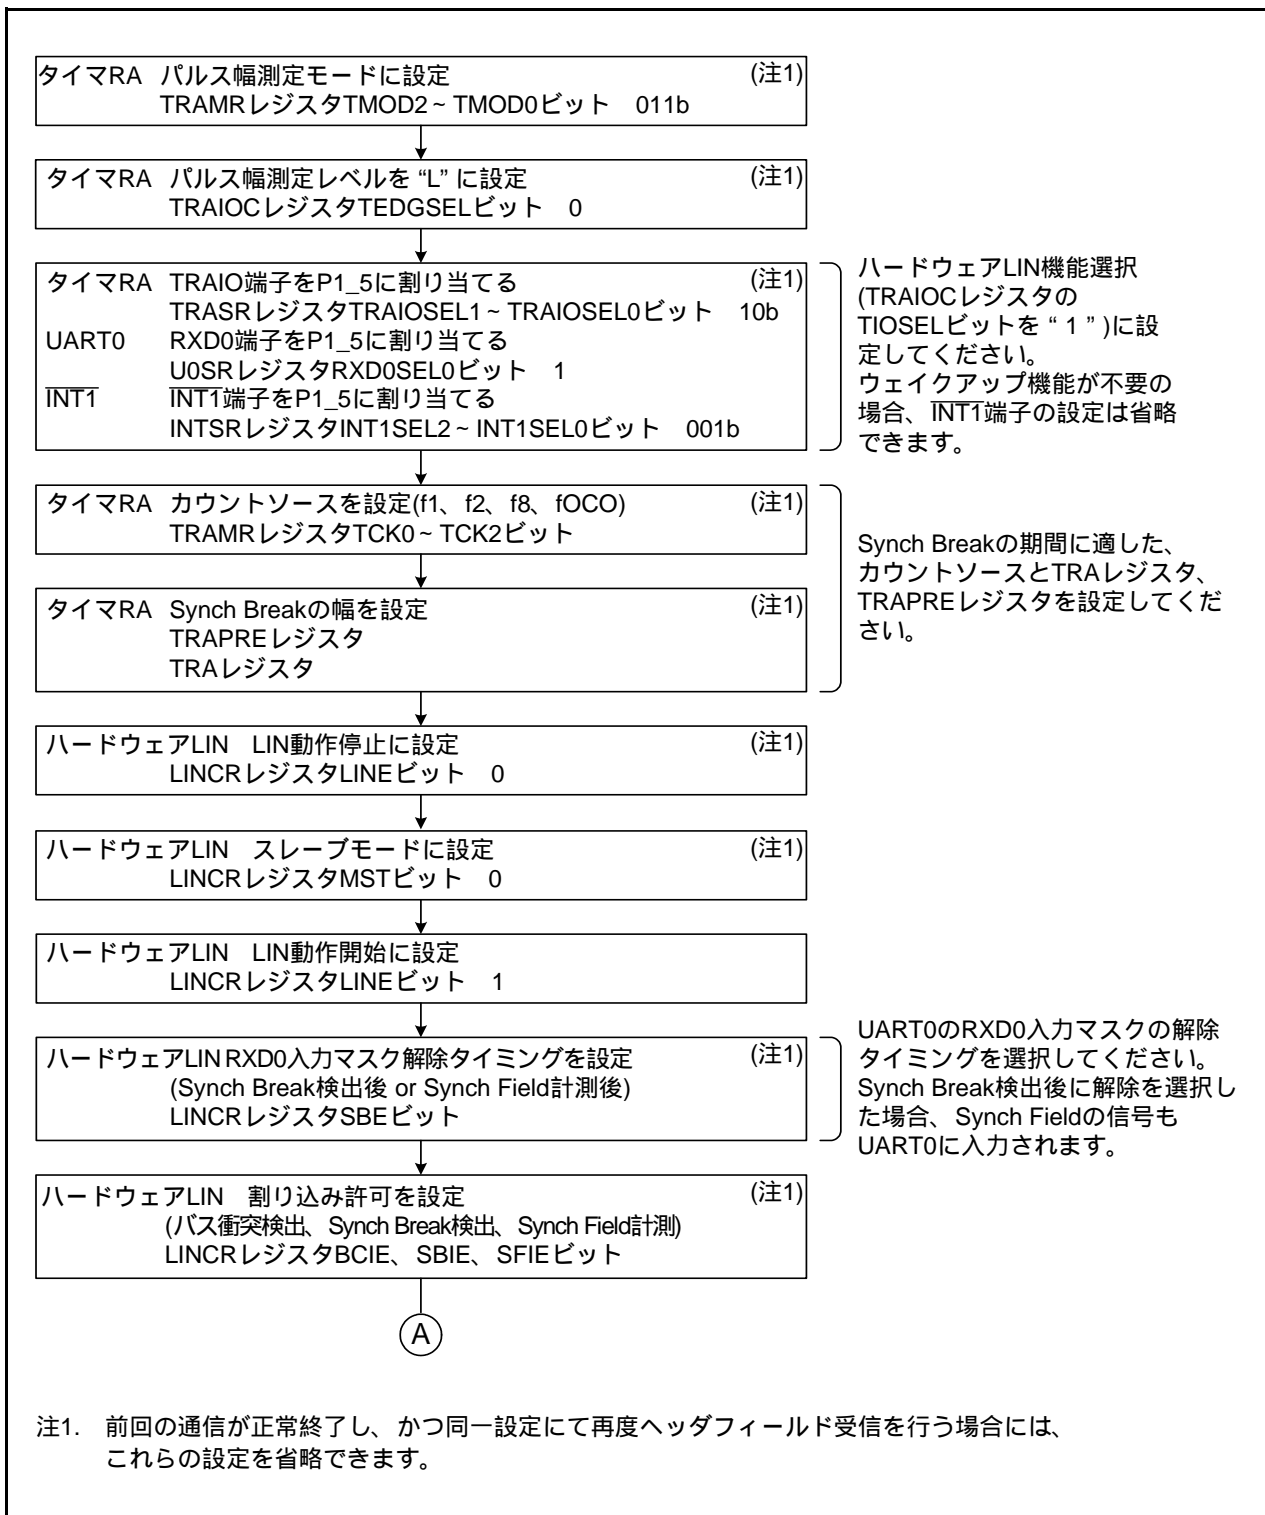 タイマRA パルス幅測定モードに設定 (注1)
TRAMRレジスタTMOD2~TMOD0ビット 011b
タイマRA パルス幅測定レベルを “L” に設定 (注1)
TRAIOCレジスタTEDGSELビット 0
タイマRA TRAIO端子をP1_5に割り当てる (注1)
TRASRレジスタTRAIOSEL1~TRAIOSEL0ビット 10b
UART0 RXD0端子をP1_5に割り当てる
U0SRレジスタRXD0SEL0ビット 1
INT1 INT1端子をP1_5に割り当てる
INTSRレジスタINT1SEL2~INT1SEL0ビット 001b
ハードウェアLIN機能選択
(TRAIOCレジスタの
TIOSELビットを “ 1 ” )に設
定してください。
ウェイクアップ機能が不要の
場合、INT1端子の設定は省略
できます。
タイマRA カウントソースを設定(f1、f2、f8、fOCO) (注1)
TRAMRレジスタTCK0~TCK2ビット
タイマRA Synch Breakの幅を設定 (注1)
TRAPREレジスタ
TRAレジスタ
Synch Breakの期間に適した、
カウントソースとTRAレジスタ、
TRAPREレジスタを設定してくだ
さい。
ハードウェアLIN LIN動作停止に設定 (注1)
LINCRレジスタLINEビット 0
ハードウェアLIN スレーブモードに設定 (注1)
LINCRレジスタMSTビット 0
ハードウェアLIN LIN動作開始に設定
LINCRレジスタLINEビット 1
ハードウェアLIN RXD0入力マスク解除タイミングを設定 (注1)
(Synch Break検出後 or Synch Field計測後)
LINCRレジスタSBEビット
UART0のRXD0入力マスクの解除
タイミングを選択してください。
Synch Break検出後に解除を選択し
た場合、Synch Fieldの信号も
UART0に入力されます。
ハードウェアLIN 割り込み許可を設定 (注1)
(バス衝突検出、Synch Break検出、Synch Field計測)
LINCRレジスタBCIE、SBIE、SFIEビット
A
注1. 前回の通信が正常終了し、かつ同一設定にて再度ヘッダフィールド受信を行う場合には、
これらの設定を省略できます。